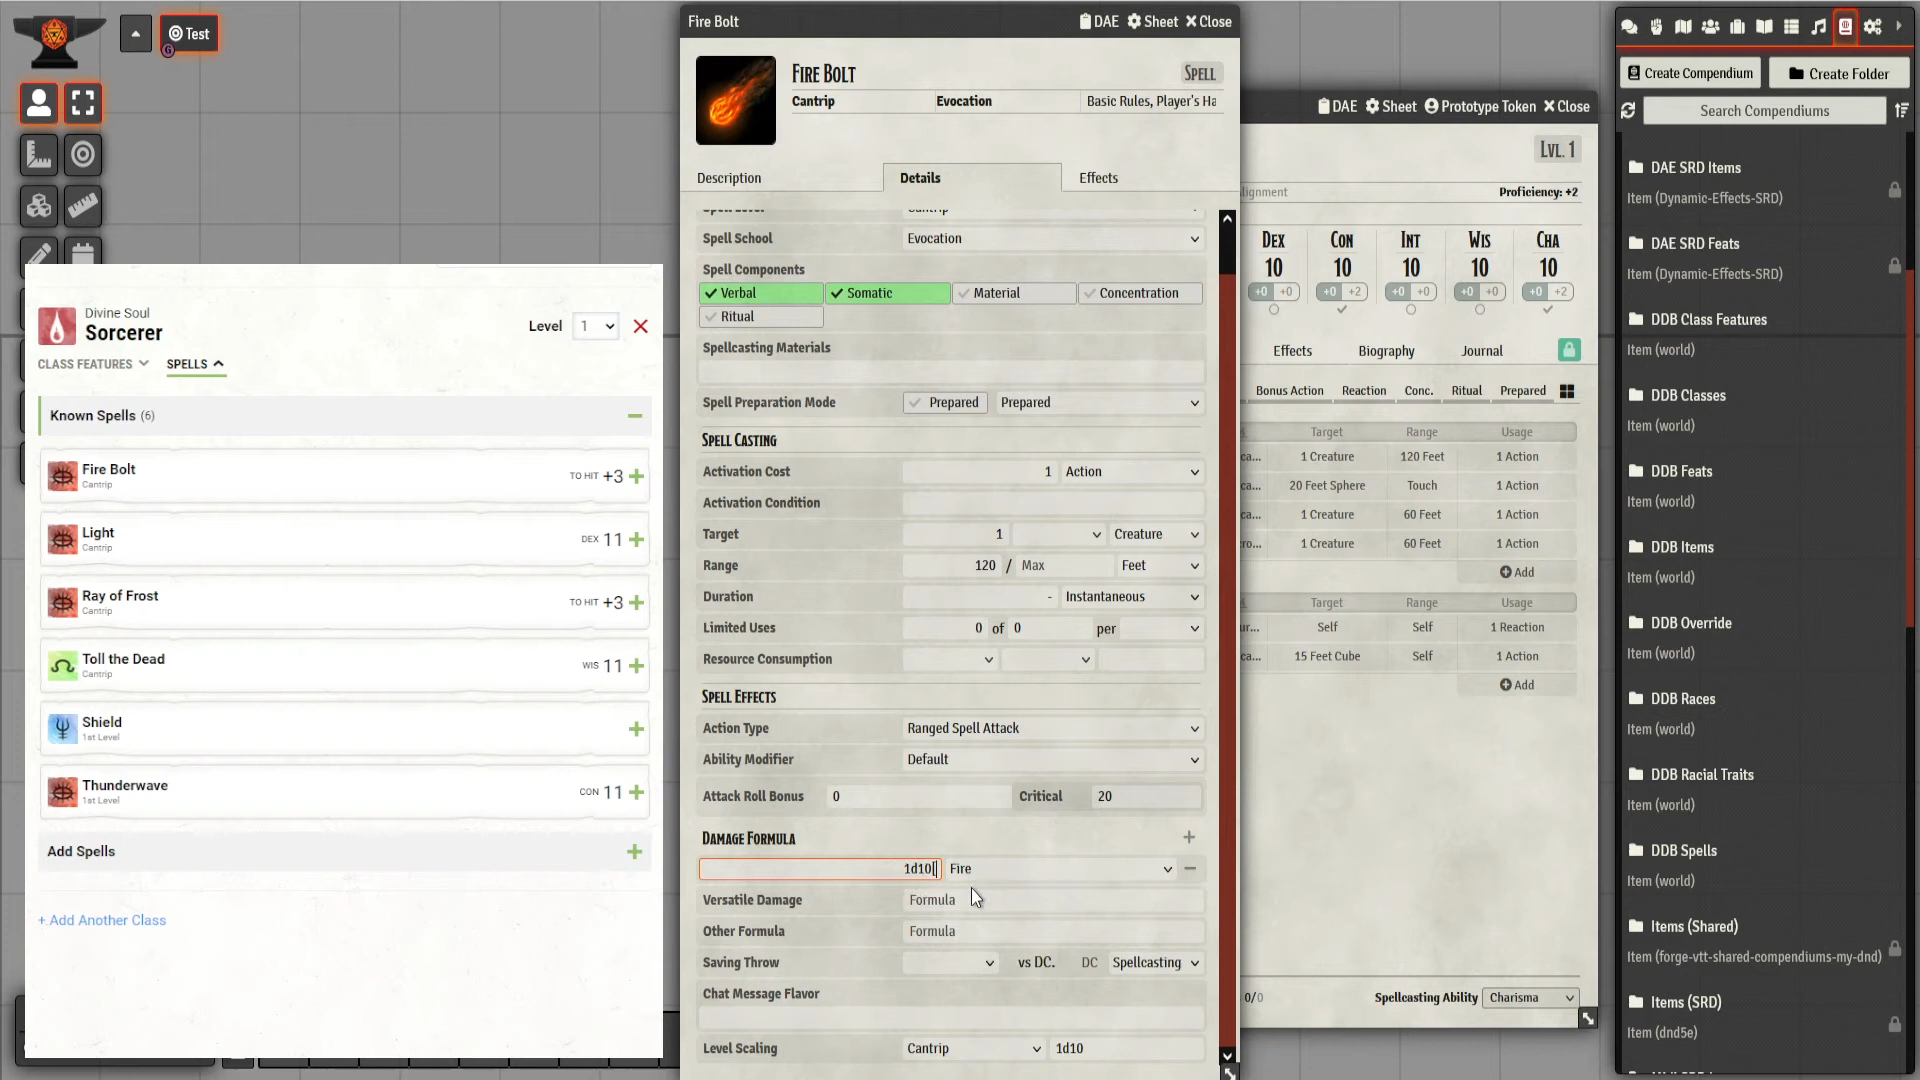 Test
G
Divine Soul
Sorcerer
Level 1
CLASS FEATURES
SPELLS
Known Spells (6)
Fire Bolt
Cantrip
TO HIT +3
Light
Cantrip
DEX 11
Ray of Frost
Cantrip
TO HIT +3
Toll the Dead
Cantrip
WIS 11
Shield
1st Level
Thunderwave
1st Level
CON 11
Add Spells
+ Add Another Class
Fire Bolt
DAE Sheet Close
FIRE BOLT
SPELL
Cantrip Evocation Basic Rules, Player's Ha
Description Details Effects
Spell Level Cantrip
Spell School Evocation
Spell Components
Verbal Somatic Material Concentration
Ritual
Spellcasting Materials
Spell Preparation Mode Prepared Prepared
SPELL CASTING
Activation Cost 1 Action
Activation Condition
Target 1 Creature
Range 120 / Max Feet
Duration - Instantaneous
Limited Uses 0 of 0 per
Resource Consumption
SPELL EFFECTS
Action Type Ranged Spell Attack
Ability Modifier Default
Attack Roll Bonus 0 Critical 20
DAMAGE FORMULA
1d10[ Fire
Versatile Damage Formula
Other Formula Formula
Saving Throw vs DC. DC Spellcasting
Chat Message Flavor
Level Scaling Cantrip 1d10
DAE Sheet Prototype Token Close
LVL. 1
Alignment Proficiency: +2
DEX CON INT WIS CHA
10 10 10 10 10
+0 +0 +0 +2 +0 +0 +0 +0 +0 +2
Effects Biography Journal
Bonus Action Reaction Conc. Ritual Prepared
Target Range Usage
ca... 1 Creature 120 Feet 1 Action
ca... 20 Feet Sphere Touch 1 Action
ca... 1 Creature 60 Feet 1 Action
cro... 1 Creature 60 Feet 1 Action
Add
Target Range Usage
ur... Self Self 1 Reaction
ca... 15 Feet Cube Self 1 Action
Add
0/0 Spellcasting Ability Charisma
Create Compendium Create Folder
Search Compendiums
DAE SRD Items
Item (Dynamic-Effects-SRD)
DAE SRD Feats
Item (Dynamic-Effects-SRD)
DDB Class Features
Item (world)
DDB Classes
Item (world)
DDB Feats
Item (world)
DDB Items
Item (world)
DDB Override
Item (world)
DDB Races
Item (world)
DDB Racial Traits
Item (world)
DDB Spells
Item (world)
Items (Shared)
Item (forge-vtt-shared-compendiums-my-dnd)
Items (SRD)
Item (dnd5e)